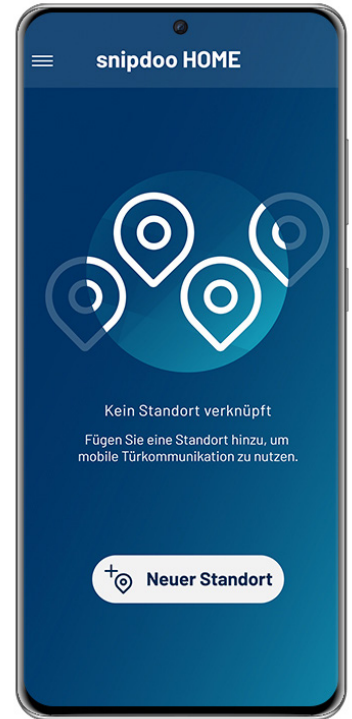 snipdoo HOME
Kein Standort verknüpft
Fügen Sie eine Standort hinzu, um
mobile Türkommunikation zu nutzen.
Neuer Standort